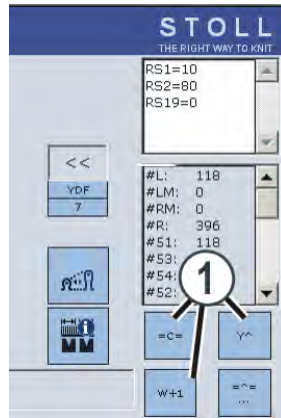 STOLL
THE RIGHT WAY TO KNIT
RS1=10
RS2=80
RS19=0
<<
YDF
7
#L: 118
#LM: 0
#RM: 0
#R: 396
#51: 118
#53:
#54:
#52:
1
=C=
Y^
W+1
=^=
...